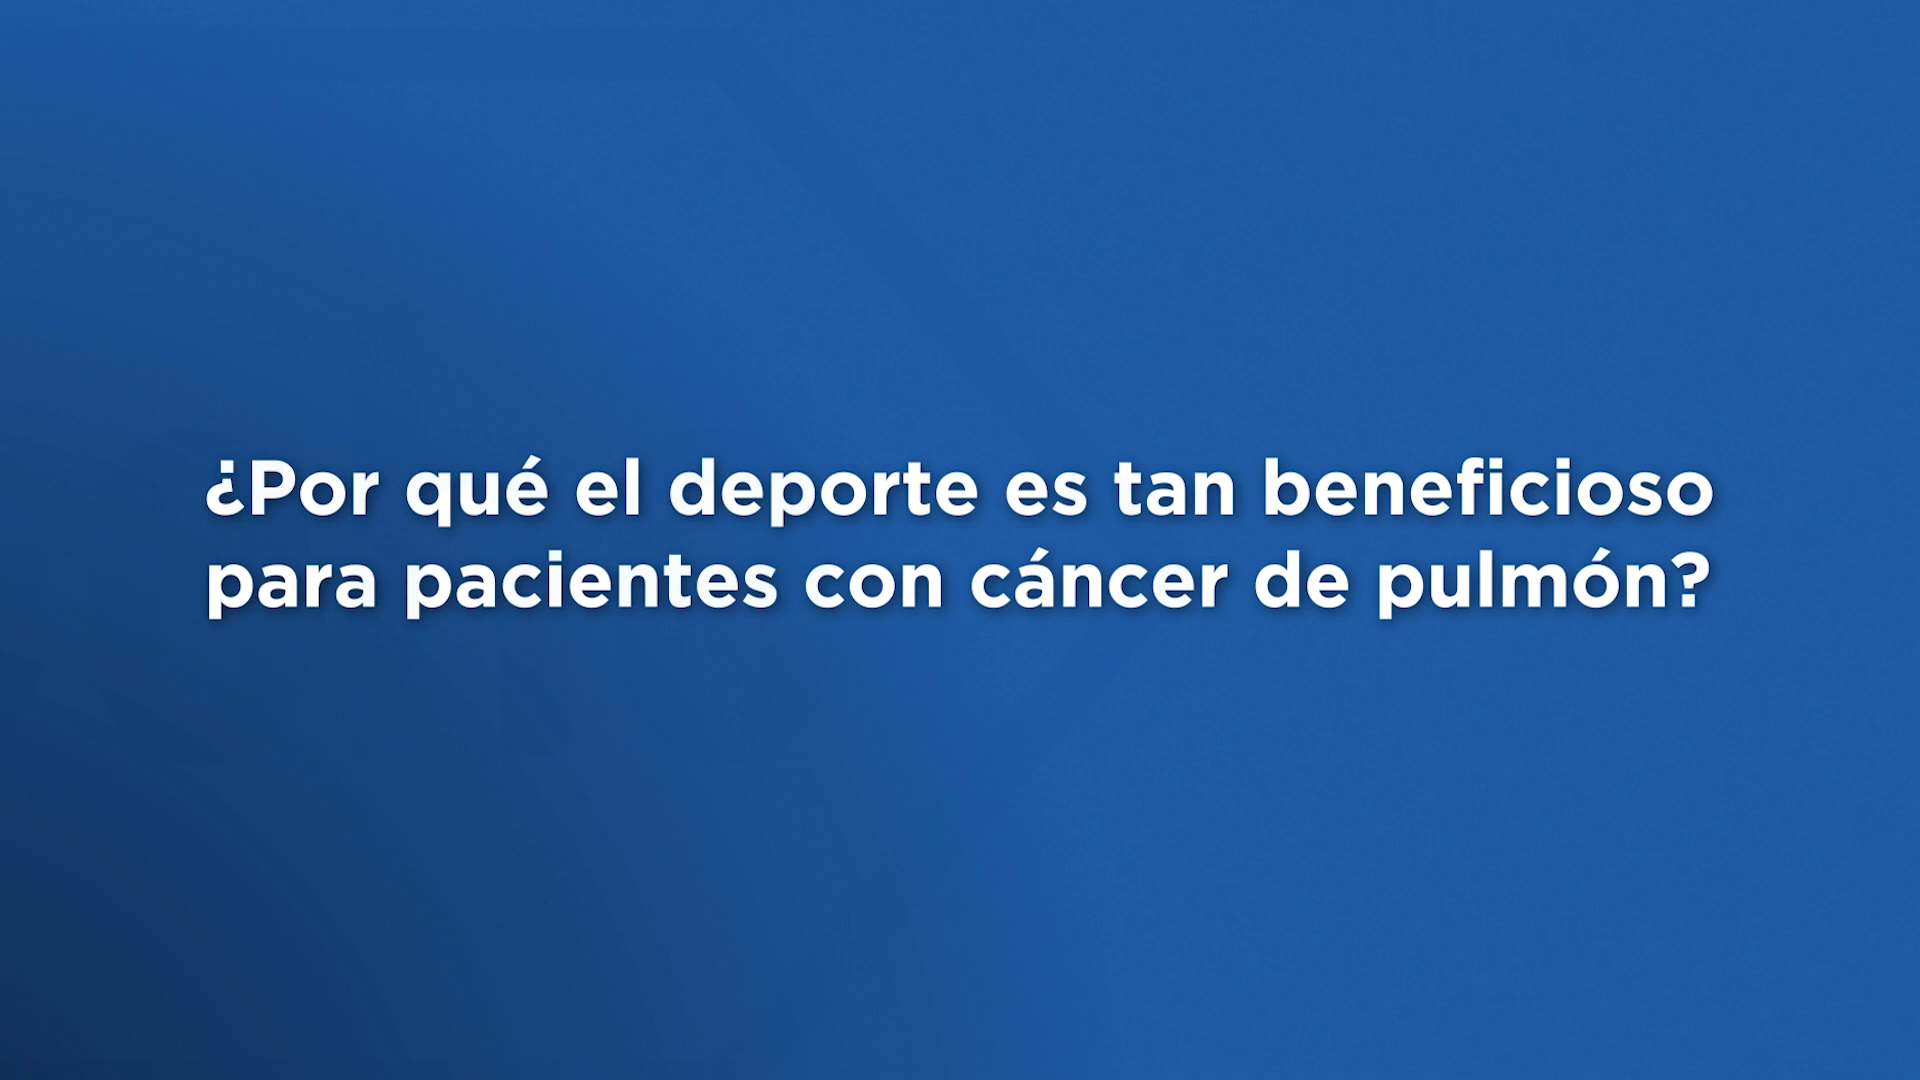 ¿Por qué el deporte es tan beneficioso
para pacientes con cáncer de pulmón?